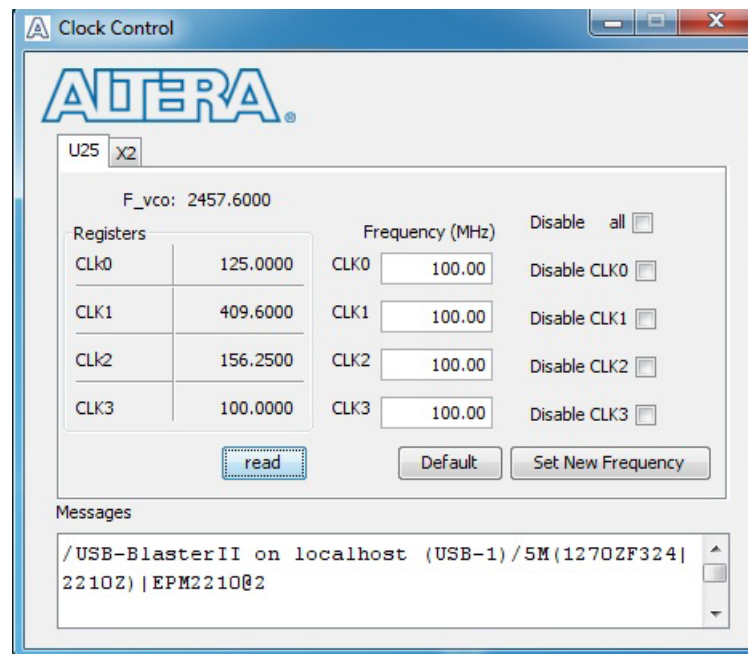 Clock Control
ALTERA®
U25 X2
F_vco: 2457.6000
Registers
Frequency (MHz)
Disable all
CLk0 125.0000 CLK0 100.00 Disable CLK0
CLK1 409.6000 CLK1 100.00 Disable CLK1
CLk2 156.2500 CLK2 100.00 Disable CLK2
CLK3 100.0000 CLK3 100.00 Disable CLK3
read Default Set New Frequency
Messages
/USB-BlasterII on localhost (USB-1)/5M(1270ZF324|
2210Z)|EPM2210@2